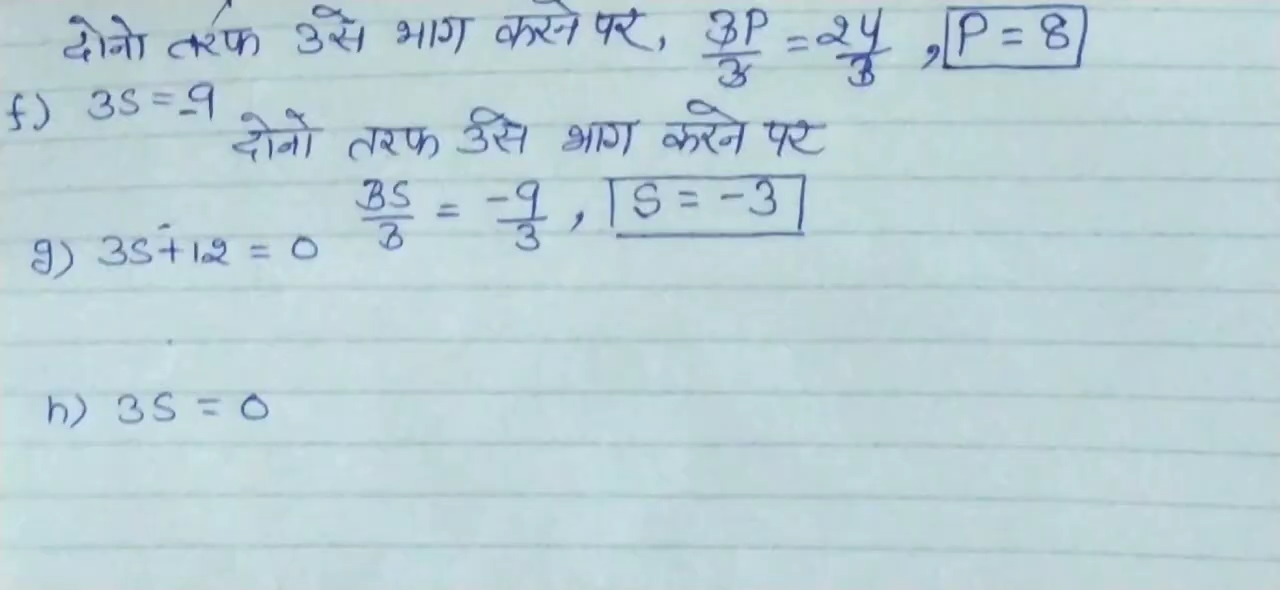 दोनो तरफ 3से भाग करने पर, 3P/3 = 24/3, P = 8
f) 3S = -9
दोनो तरफ 3से भाग करने पर
3S/3 = -9/3, S = -3
g) 3S + 12 = 0
h) 3S = 0